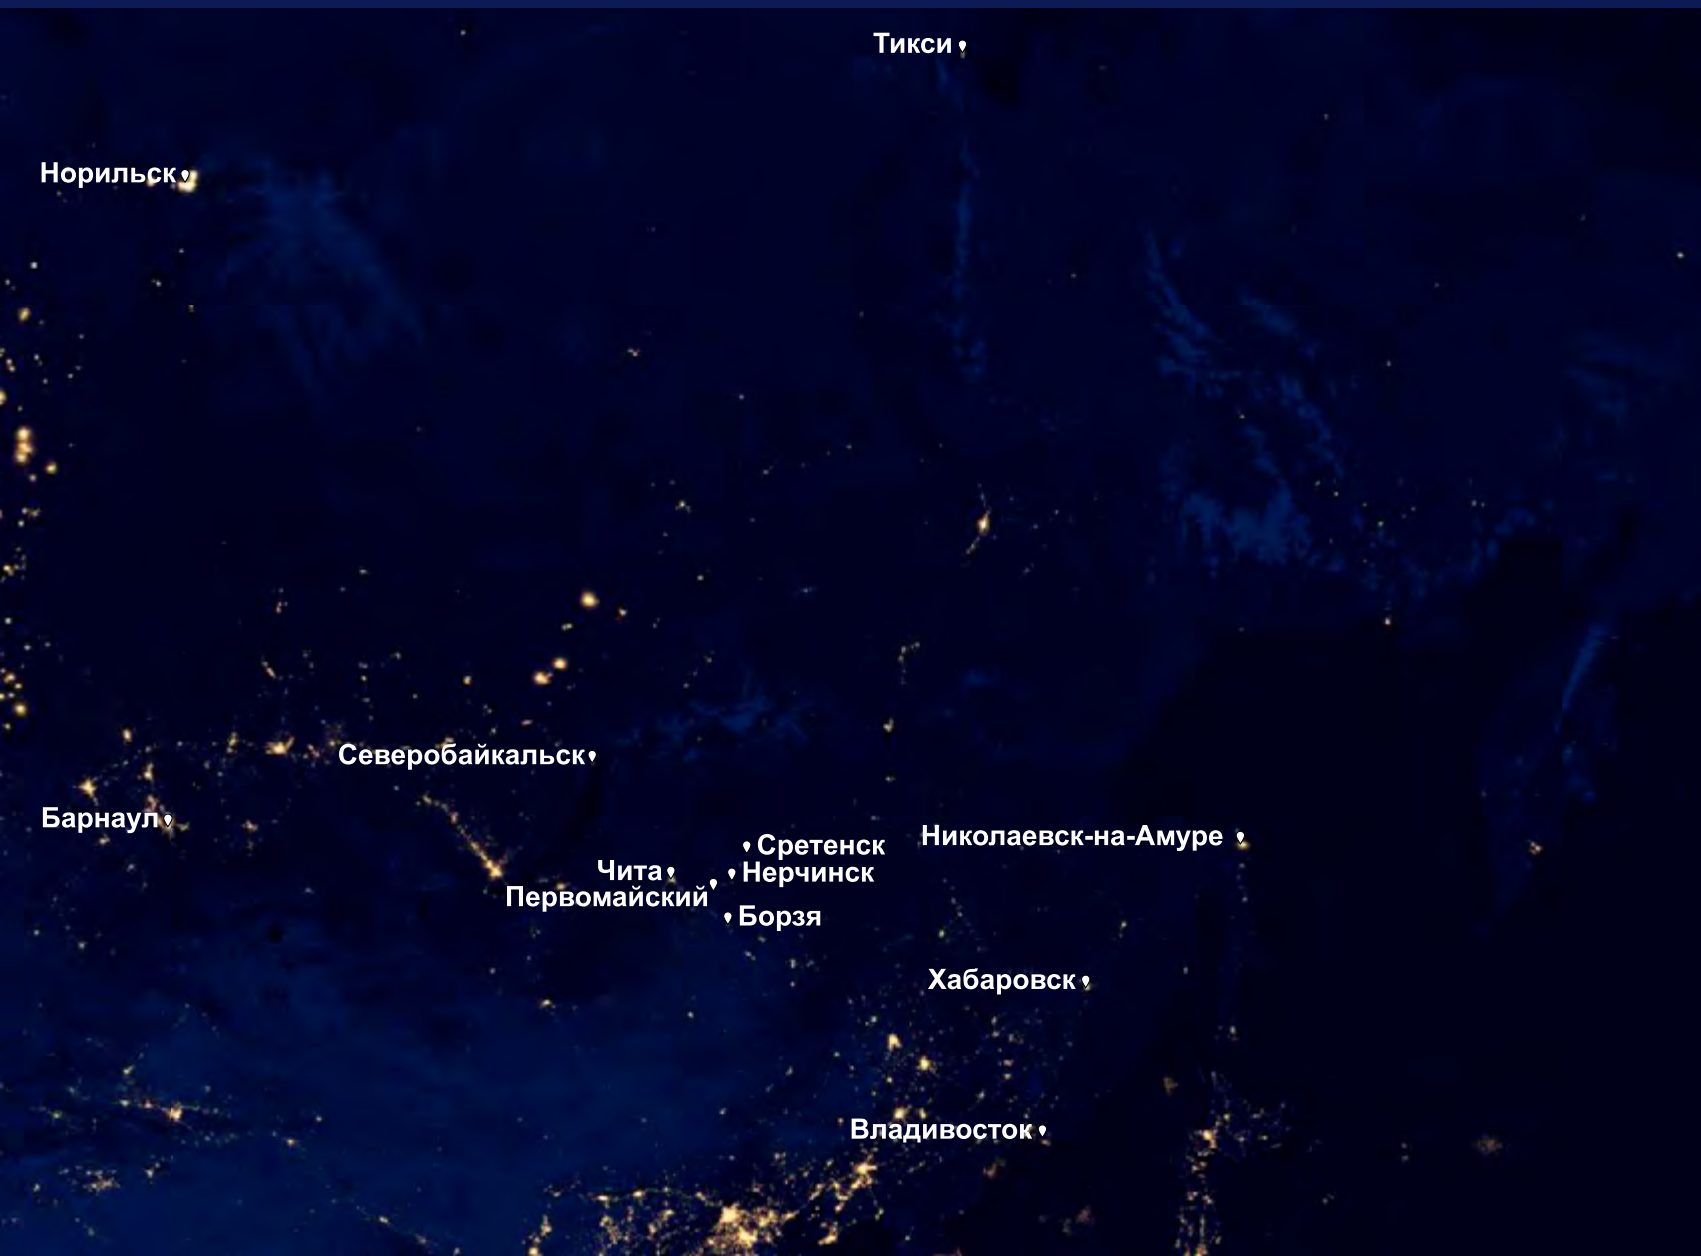 Тикси
Норильск
Северобайкальск
Барнаул
Николаевск-на-Амуре
Сретенск
Чита
Нерчинск
Первомайский
Борзя
Хабаровск
Владивосток